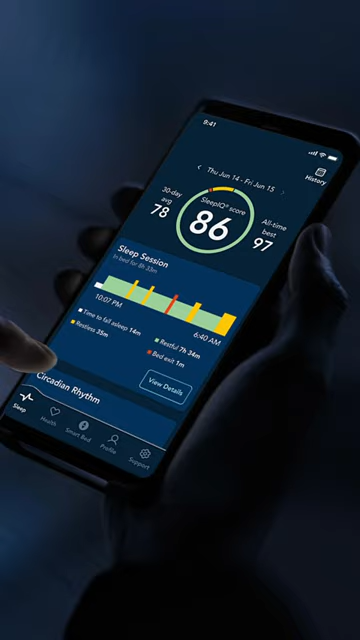 9:41
History
< Thu Jun 14 - Fri Jun 15 >
SleepIQ® score
86
30-day
avg
78
All-time
best
97
Sleep Session
In bed for 8h 33m
10:07 PM
6:40 AM
Time to fall asleep 14m
Restful 7h 34m
Restless 35m
Bed exit 1m
View Details
Circadian Rhythm
Sleep
Health
Smart Bed
Profile
Support